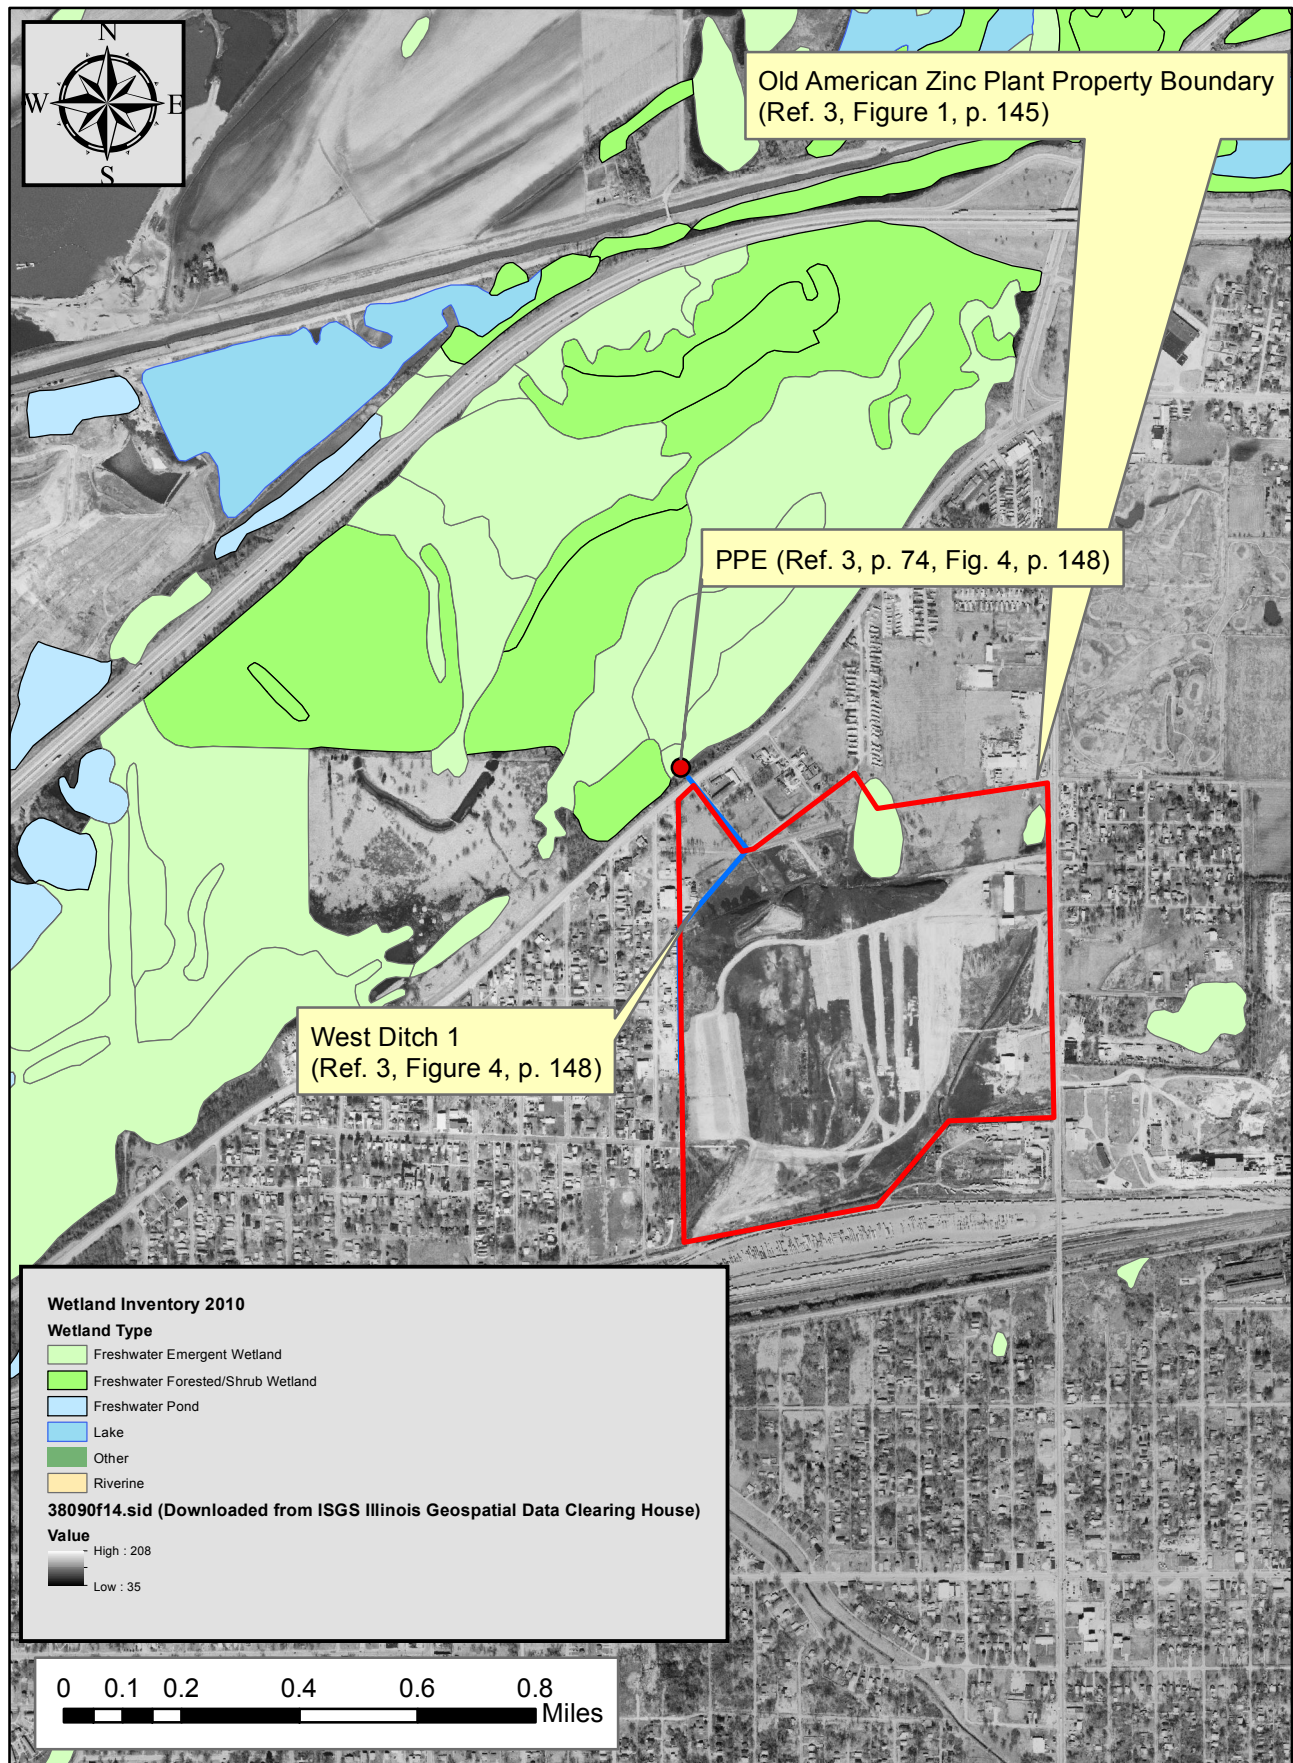 N
W E
S
Old American Zinc Plant Property Boundary
(Ref. 3, Figure 1, p. 145)
PPE (Ref. 3, p. 74, Fig. 4, p. 148)
West Ditch 1
(Ref. 3, Figure 4, p. 148)
Wetland Inventory 2010
Wetland Type
Freshwater Emergent Wetland
Freshwater Forested/Shrub Wetland
Freshwater Pond
Lake
Other
Riverine
38090f14.sid (Downloaded from ISGS Illinois Geospatial Data Clearing House)
Value
High : 208
Low : 35
0 0.1 0.2 0.4 0.6 0.8
Miles